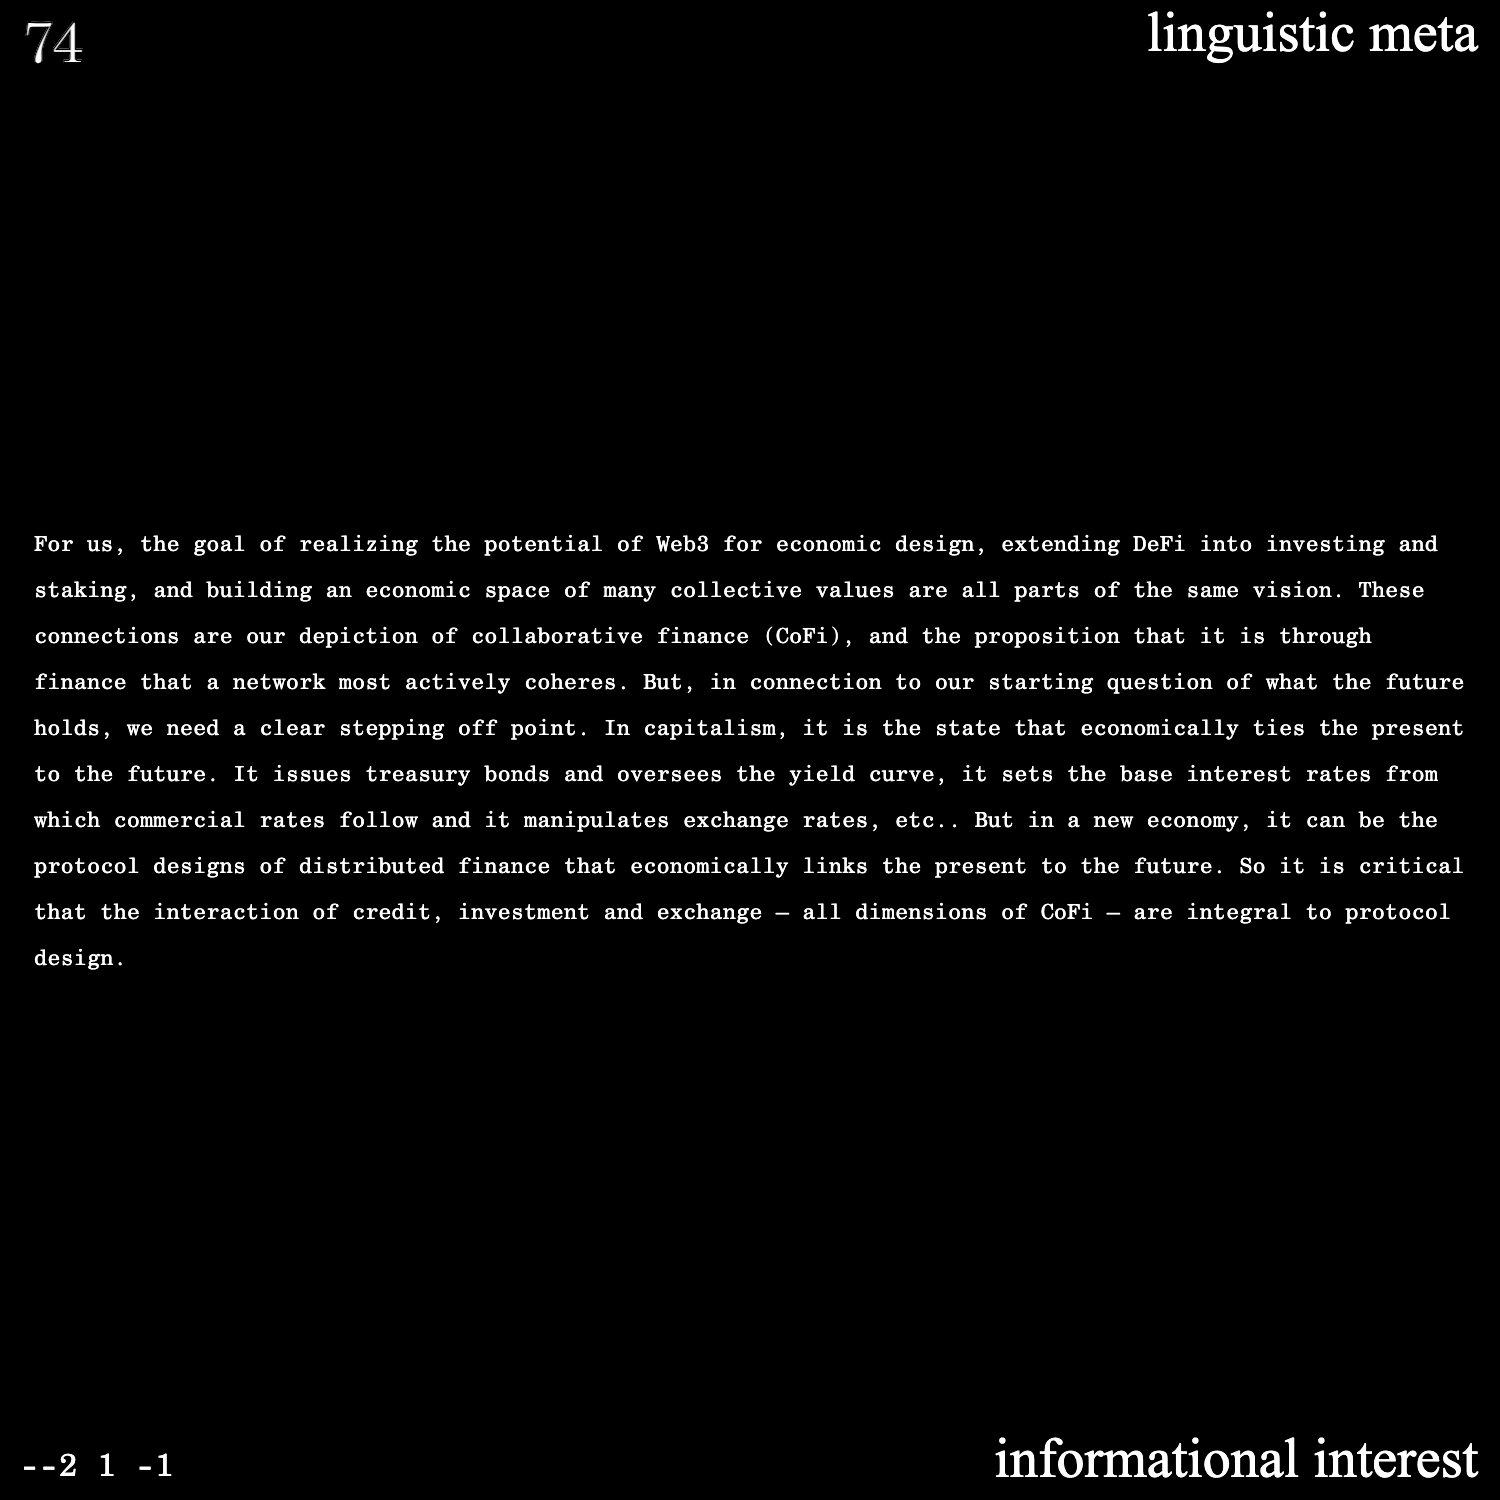 74
linguistic meta
For us, the goal of realizing the potential of Web3 for economic design, extending DeFi into investing and
staking, and building an economic space of many collective values are all parts of the same vision. These
connections are our depiction of collaborative finance (CoFi), and the proposition that it is through
finance that a network most actively coheres. But, in connection to our starting question of what the future
holds, we need a clear stepping off point. In capitalism, it is the state that economically ties the present
to the future. It issues treasury bonds and oversees the yield curve, it sets the base interest rates from
which commercial rates follow and it manipulates exchange rates, etc.. But in a new economy, it can be the
protocol designs of distributed finance that economically links the present to the future. So it is critical
that the interaction of credit, investment and exchange – all dimensions of CoFi – are integral to protocol
design.
--2 1 -1
informational interest